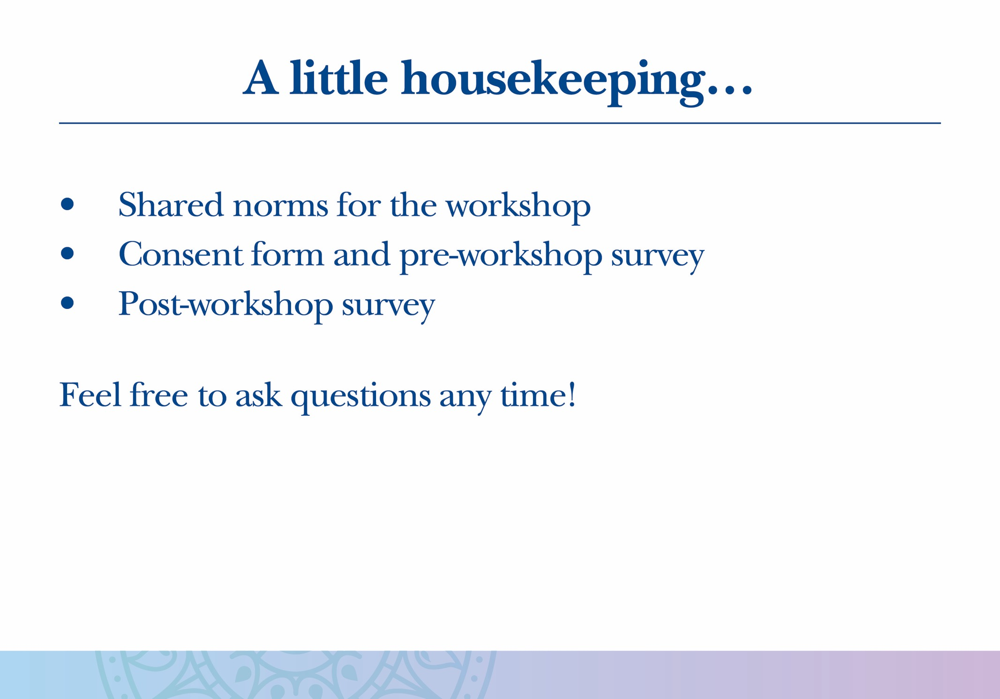 A little housekeeping…
• Shared norms for the workshop
• Consent form and pre-workshop survey
• Post-workshop survey
Feel free to ask questions any time!